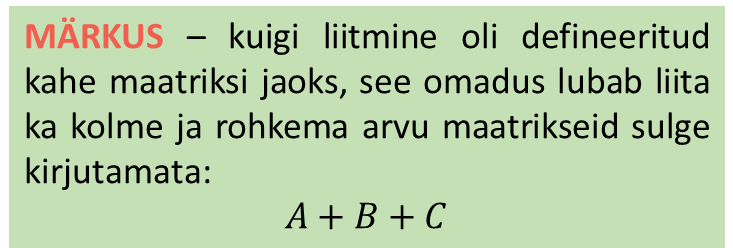 MÄRKUS – kuigi liitmine oli defineeritud
kahe maatriksi jaoks, see omadus lubab liita
ka kolme ja rohkema arvu maatrikseid sulge
kirjutamata:
A + B + C